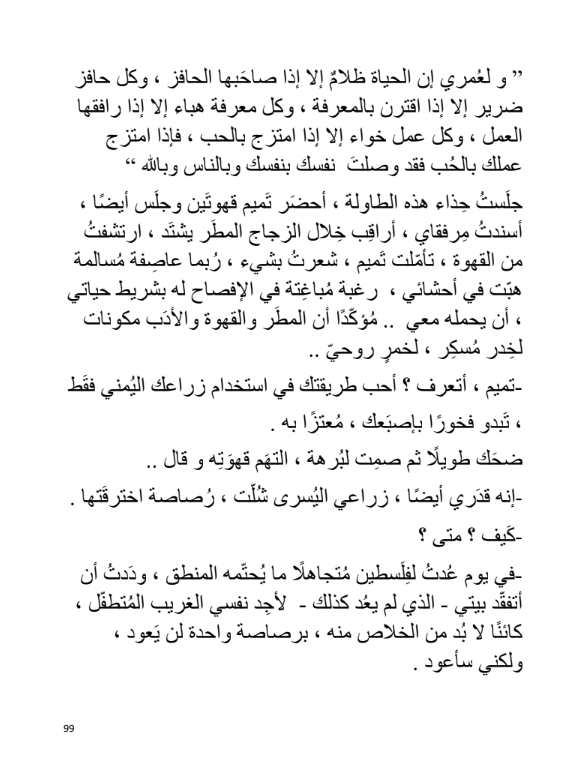 ” و لعُمري إن الحياة ظلامٌ إلا إذا صاحَبها الحافز ، وكل حافز
ضرير إلا إذا اقترن بالمعرفة ، وكل معرفة هباء إلا إذا رافقها
العمل ، وكل عمل خواء إلا إذا امتزج بالحب ، فإذا امتزج
عملك بالحُب فقد وصلتَ نفسك بنفسك وبالناس وبالله “
جلَستُ حِذاء هذه الطاولة ، أحضَر تَميم قهوتَين وجلَس أيضًا ،
أسندتُ مِرفقاي ، أراقِب خِلال الزجاج المطَر يشتَد ، ارتشفتُ
من القهوة ، تأمّلت تَميم ، شعرتُ بشيء ، رُبما عاصِفة مُسالمة
هبّت في أحشائي ، رغبة مُباغِتة في الإفصاح له بشريط حياتي
، أن يحمله معي .. مُؤكّدًا أن المطَر والقهوة والأدَب مكونات
لخِدر مُسكِر ، لخمرٍ روحيّ ..
-تميم ، أتعرف ؟ أحب طريقتك في استخدام زراعك اليُمني فقَط
، تَبدو فخورًا بإصبَعك ، مُعتزًا به .
ضحَك طويلًا ثم صمِت لبُرهة ، التهَم قهوَتِه و قال ..
-إنه قدَري أيضًا ، زراعي اليُسرى شُلّت ، رُصاصة اخترقَتها .
-كَيف ؟ متى ؟
-في يوم عُدتُ لفِلَسطين مُتجاهلًا ما يُحتّمه المنطق ، ودَدتُ أن
أتفقّد بيتي - الذي لم يعُد كذلك - لأجِد نفسي الغريب المُتطفّل ،
كائنًا لا بُد من الخلاص منه ، برصاصة واحدة لن يَعود ،
ولكني سأعود .
99